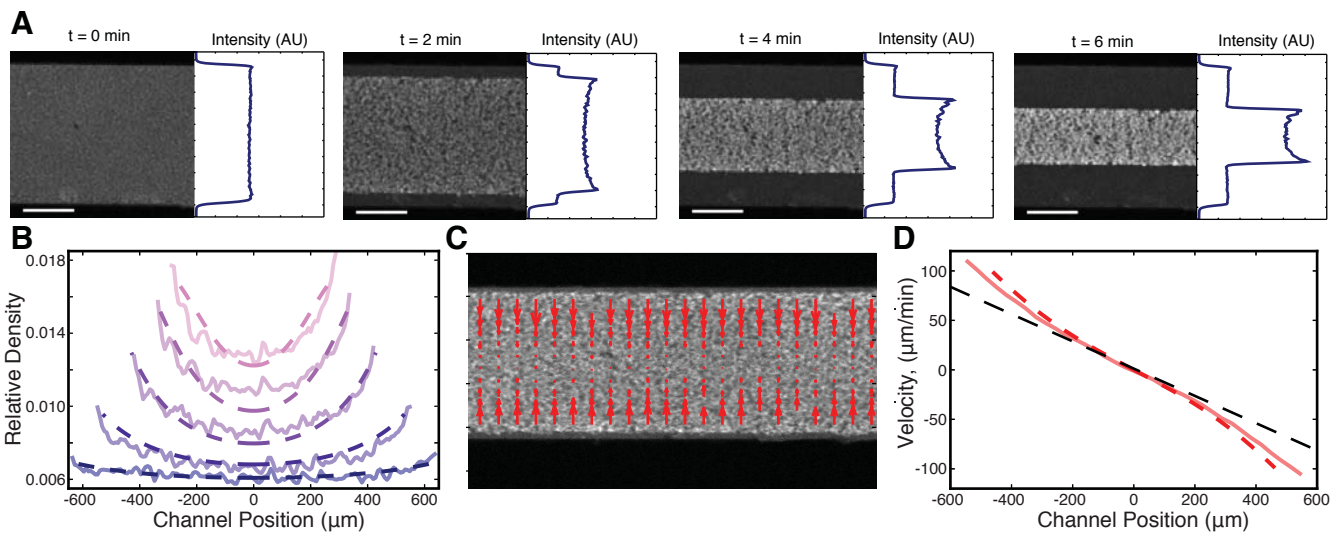 A
t = 0 min
Intensity (AU)
t = 2 min
Intensity (AU)
t = 4 min
Intensity (AU)
t = 6 min
Intensity (AU)
B
Relative Density
0.018
0.014
0.010
0.006
-600
-400
-200
0
200
400
600
Channel Position (µm)
C
D
Velocity, (µm/min)
100
50
0
-50
-100
-600
-400
-200
0
200
400
600
Channel Position (µm)